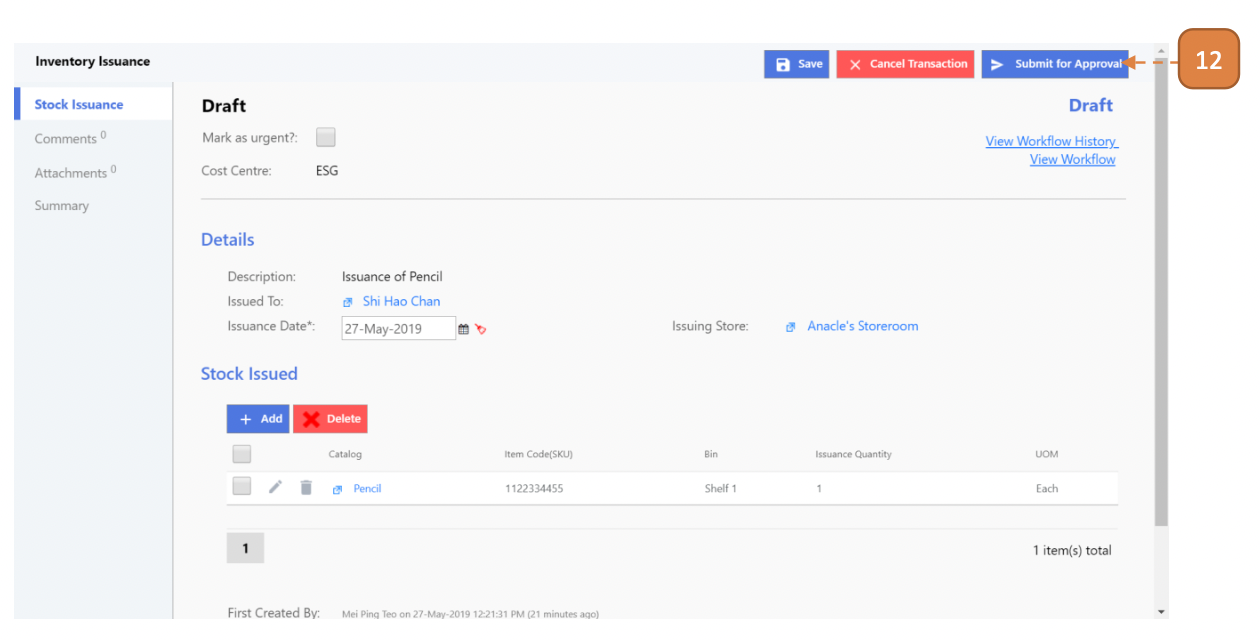 12
Inventory Issuance
Save
Cancel Transaction
Submit for Approval
Stock Issuance
Comments 0
Attachments 0
Summary
Draft
Draft
Mark as urgent?:
View Workflow History
View Workflow
Cost Centre: ESG
Details
Description: Issuance of Pencil
Issued To: Shi Hao Chan
Issuance Date*: 27-May-2019 Issuing Store: Anacle's Storeroom
Stock Issued
+ Add Delete
Catalog Item Code(SKU) Bin Issuance Quantity UOM
Pencil 1122334455 Shelf 1 1 Each
1 1 item(s) total
First Created By: Mei Ping Teo on 27-May-2019 12:21:31 PM (21 minutes ago)